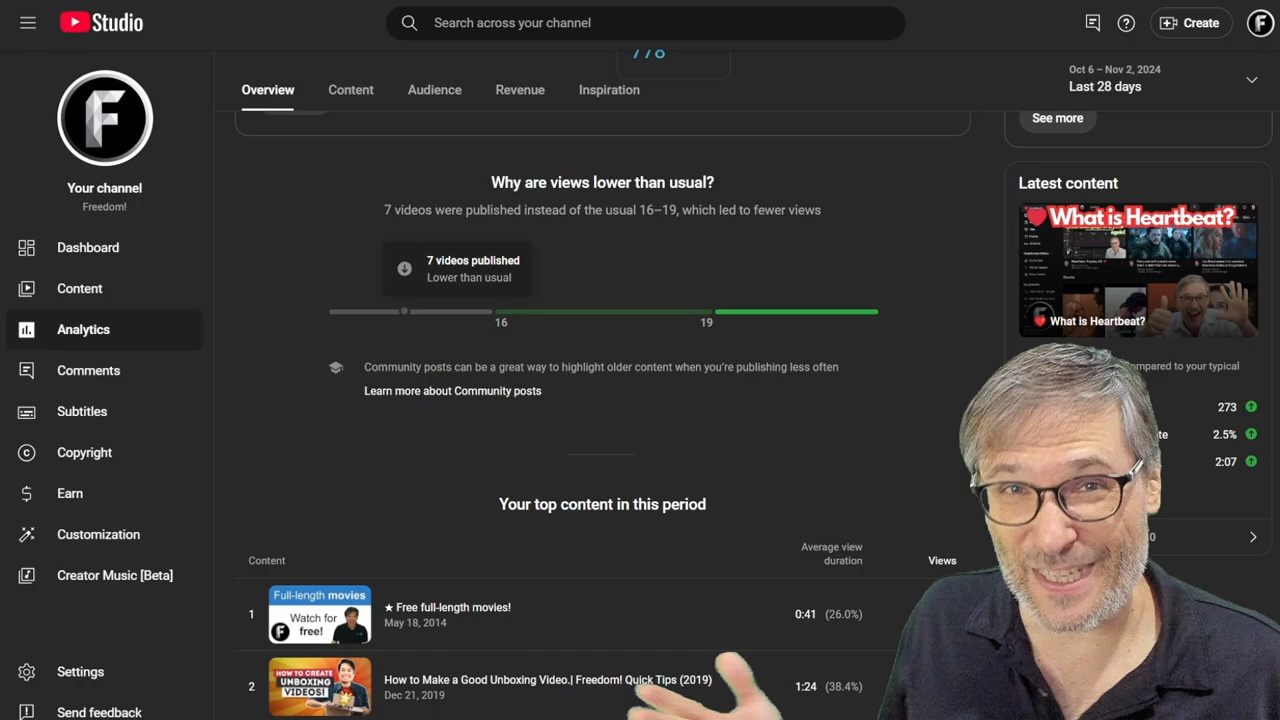 Studio
Search across your channel
Create
778
Oct 6 – Nov 2, 2024
Last 28 days
Overview
Content
Audience
Revenue
Inspiration
See more
Your channel
Freedom!
Dashboard
Content
Analytics
Comments
Subtitles
Copyright
Earn
Customization
Creator Music [Beta]
Settings
Send feedback
Why are views lower than usual?
7 videos were published instead of the usual 16–19, which led to fewer views
7 videos published
Lower than usual
16
19
Community posts can be a great way to highlight older content when you're publishing less often
Learn more about Community posts
Your top content in this period
Content
Average view
duration
Views
1
Full-length movies
Watch for
free!
★ Free full-length movies!
May 18, 2014
0:41 (26.0%)
2
HOW TO CREATE
UNBOXING
VIDEOS!
How to Make a Good Unboxing Video.| Freedom! Quick Tips (2019)
Dec 21, 2019
1:24 (38.4%)
Latest content
What is Heartbeat?
What is Heartbeat?
compared to your typical
273
2.5%
2:07